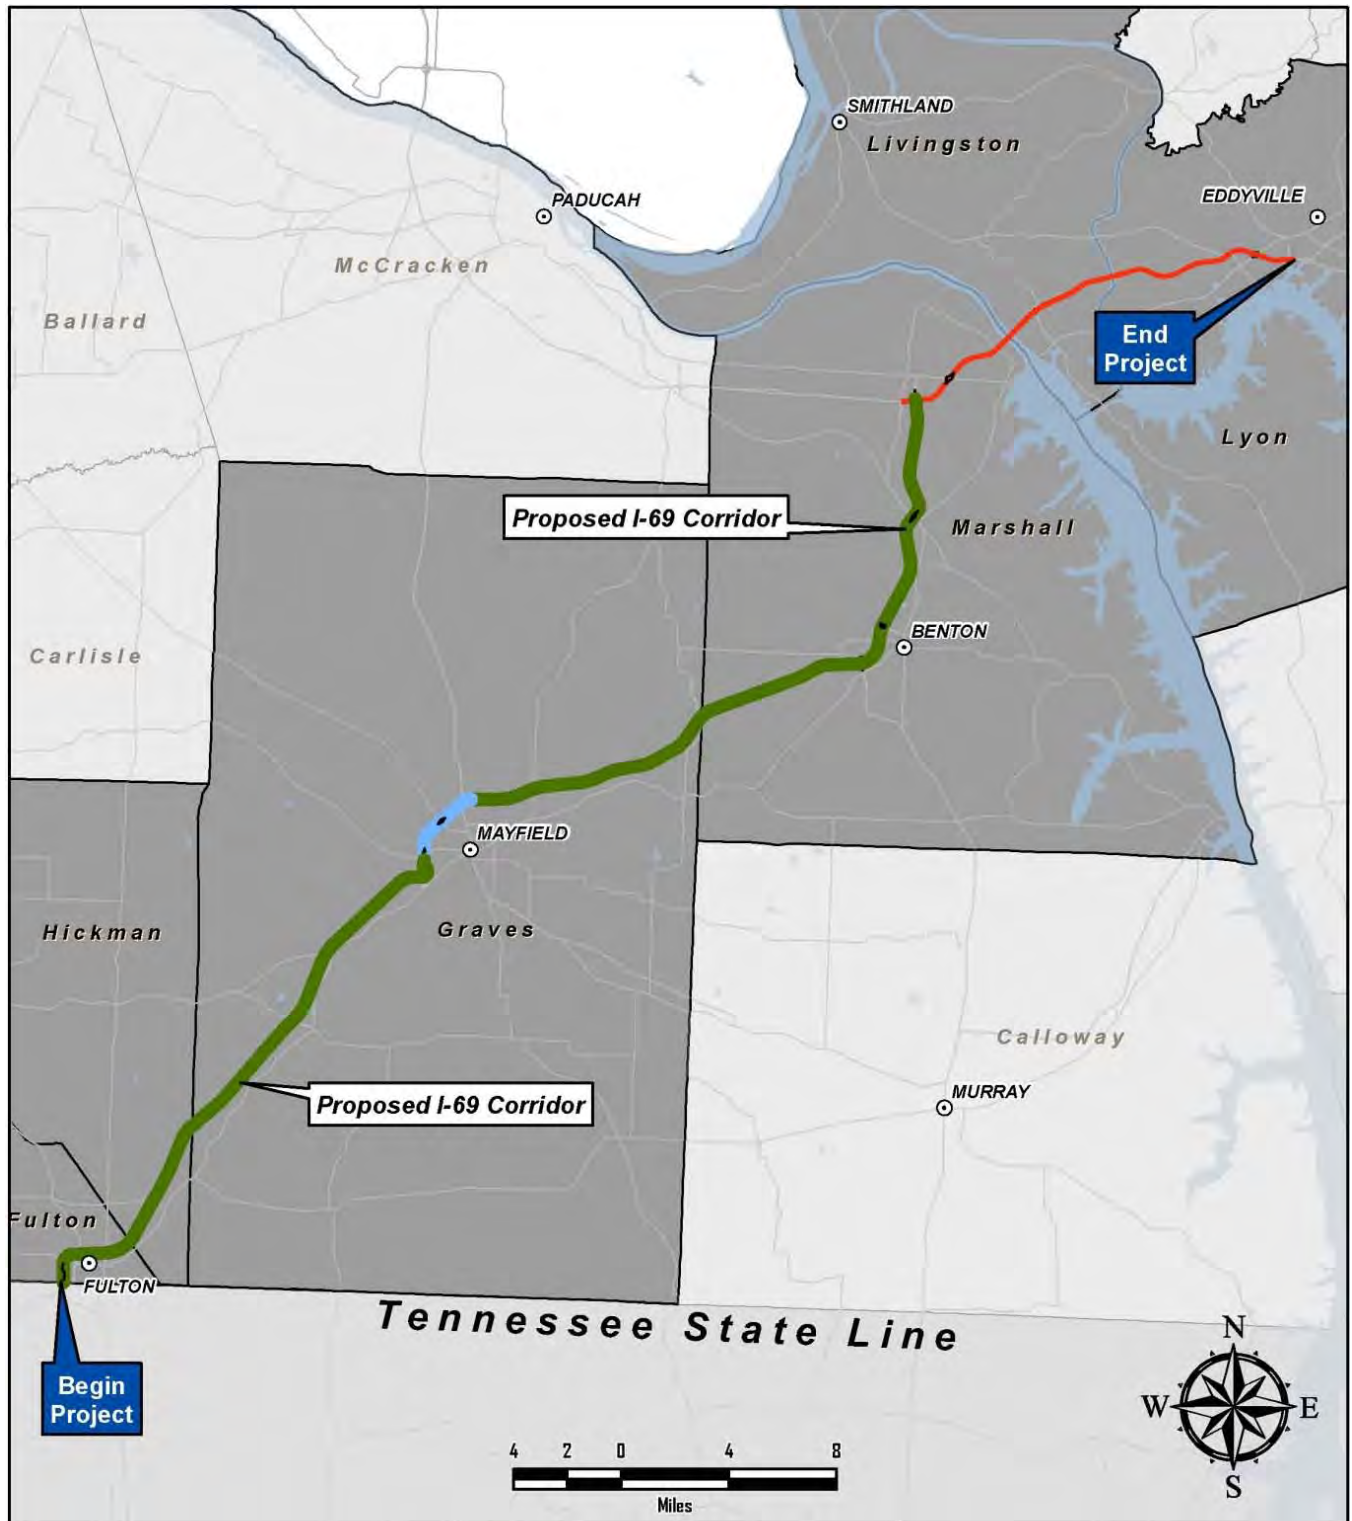 SMITHLAND
Livingston
EDDYVILLE
PADUCAH
McCracken
Ballard
End
Project
Lyon
Proposed I-69 Corridor
Marshall
BENTON
Carlisle
MAYFIELD
Hickman
Graves
Calloway
MURRAY
Proposed I-69 Corridor
Fulton
FULTON
Tennessee State Line
Begin
Project
N
W E
S
4 2 0 4 8
Miles